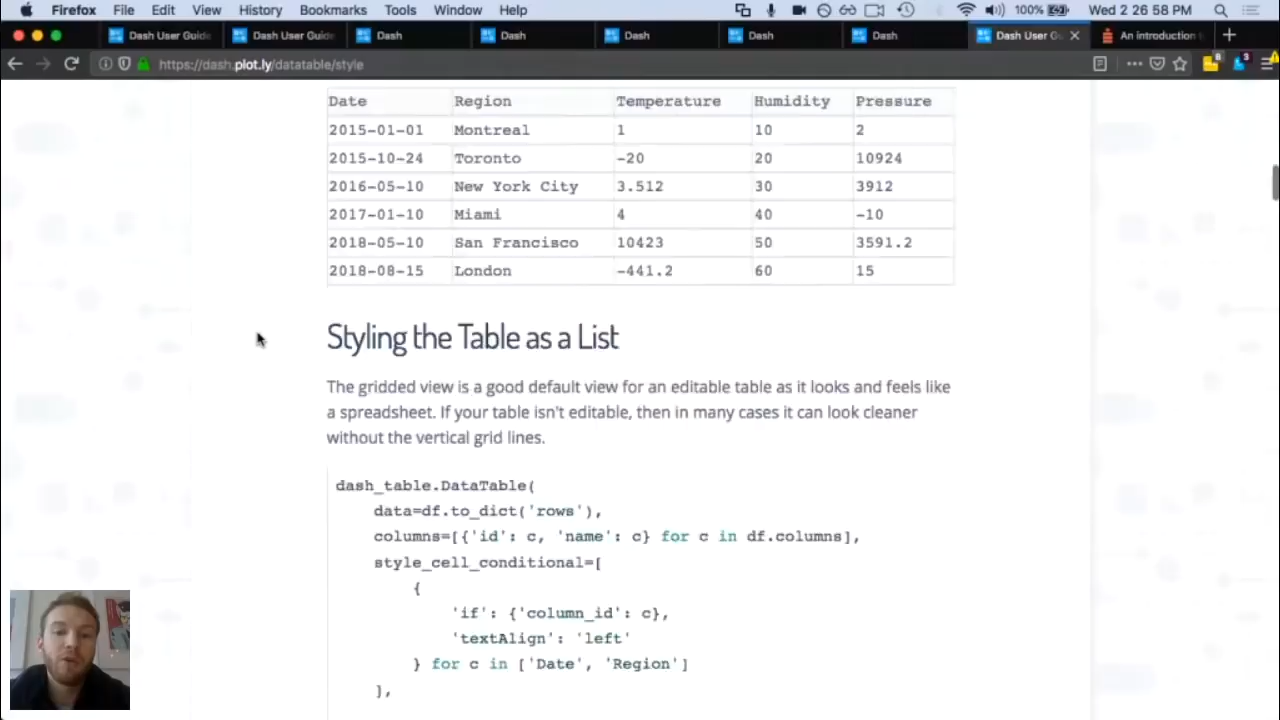 Firefox File Edit View History Bookmarks Tools Window Help 100% Wed 2 26 58 PM
Dash User Guide Dash User Guide Dash Dash Dash Dash Dash Dash User G An introduction
https://dash.plot.ly/datatable/style 8 3
Date Region Temperature Humidity Pressure
2015-01-01 Montreal 1 10 2
2015-10-24 Toronto -20 20 10924
2016-05-10 New York City 3.512 30 3912
2017-01-10 Miami 4 40 -10
2018-05-10 San Francisco 10423 50 3591.2
2018-08-15 London -441.2 60 15
Styling the Table as a List
The gridded view is a good default view for an editable table as it looks and feels like
a spreadsheet. If your table isn't editable, then in many cases it can look cleaner
without the vertical grid lines.
dash_table.DataTable(
data=df.to_dict('rows'),
columns=[{'id': c, 'name': c} for c in df.columns],
style_cell_conditional=[
{
'if': {'column_id': c},
'textAlign': 'left'
} for c in ['Date', 'Region']
],